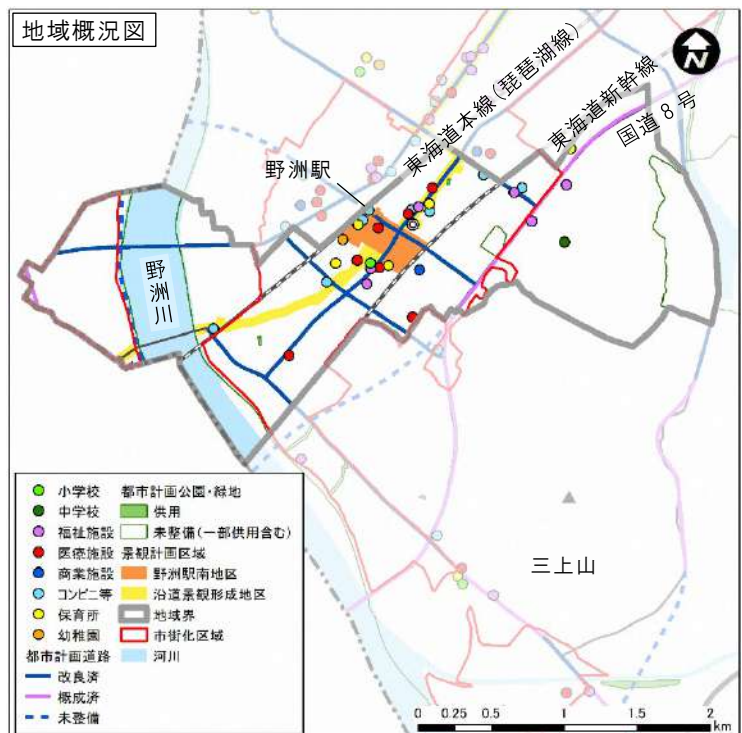 地域概況図
N
東海道本線(琵琶湖線)
東海道新幹線
国道8号
野洲駅
野洲川
三上山
小学校
中学校
福祉施設
医療施設
商業施設
コンビニ等
保育所
幼稚園
都市計画道路
改良済
概成済
未整備
都市計画公園・緑地
供用
未整備(一部供用含む)
景観計画区域
野洲駅南地区
沿道景観形成地区
地域界
市街化区域
河川
0 0.25 0.5 1 1.5 2
km